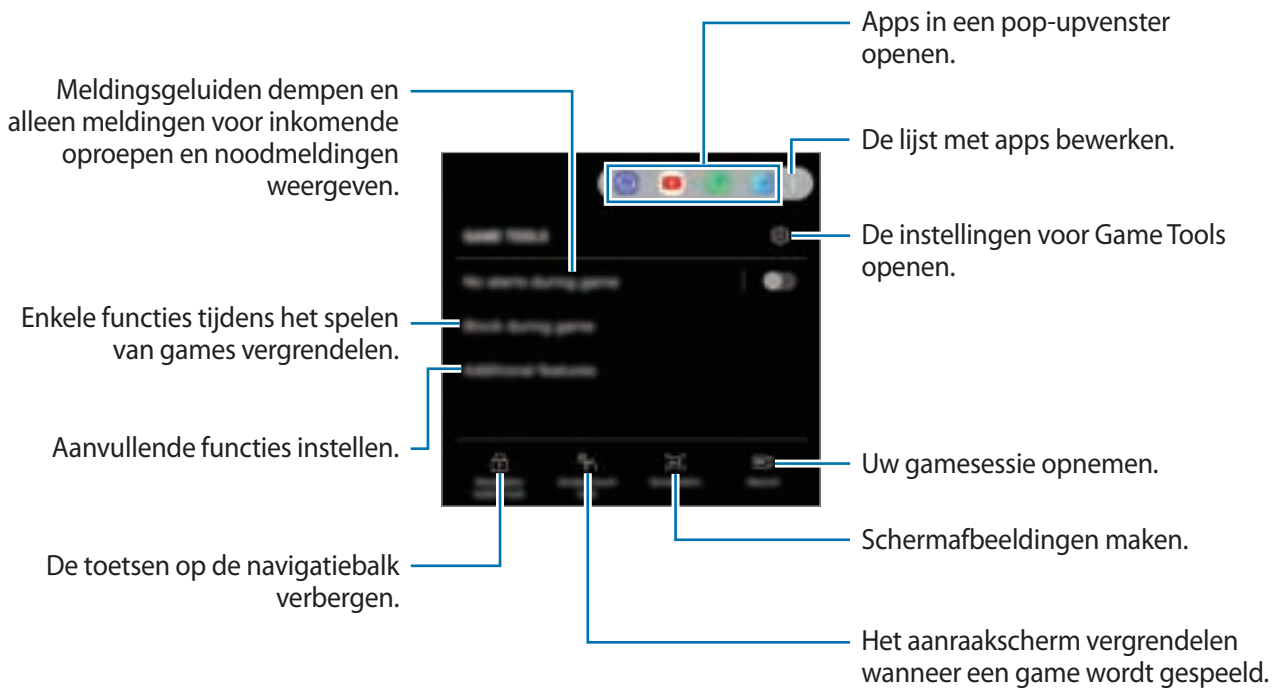 Apps in een pop-upvenster
openen.
Meldingsgeluiden dempen en
alleen meldingen voor inkomende
oproepen en noodmeldingen
weergeven.
De lijst met apps bewerken.
GAME TOOLS
De instellingen voor Game Tools
openen.
No alerts during game
Enkele functies tijdens het spelen
van games vergrendelen.
Block during game
Additional features
Aanvullende functies instellen.
Uw gamesessie opnemen.
Schermafbeeldingen maken.
De toetsen op de navigatiebalk
verbergen.
Het aanraakscherm vergrendelen
wanneer een game wordt gespeeld.